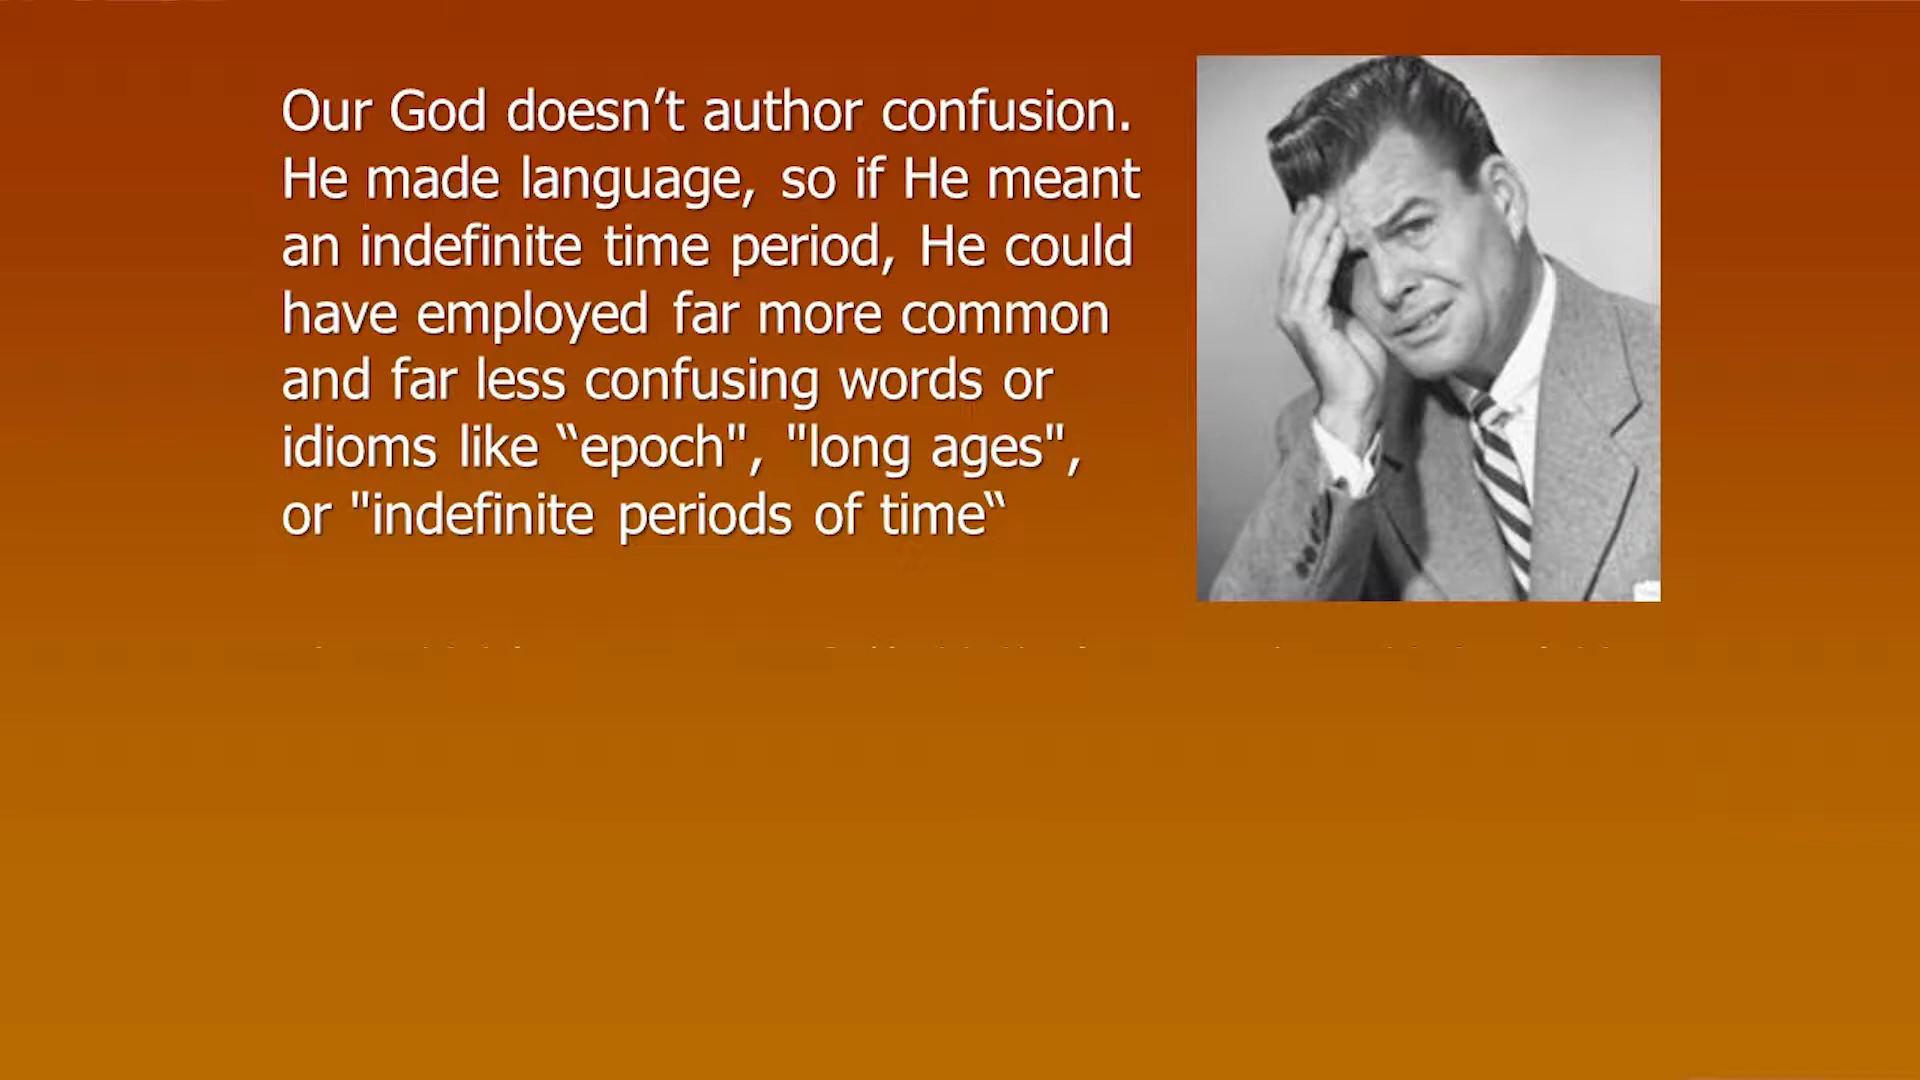 Our God doesn’t author confusion.
He made language, so if He meant
an indefinite time period, He could
have employed far more common
and far less confusing words or
idioms like “epoch", "long ages",
or "indefinite periods of time“